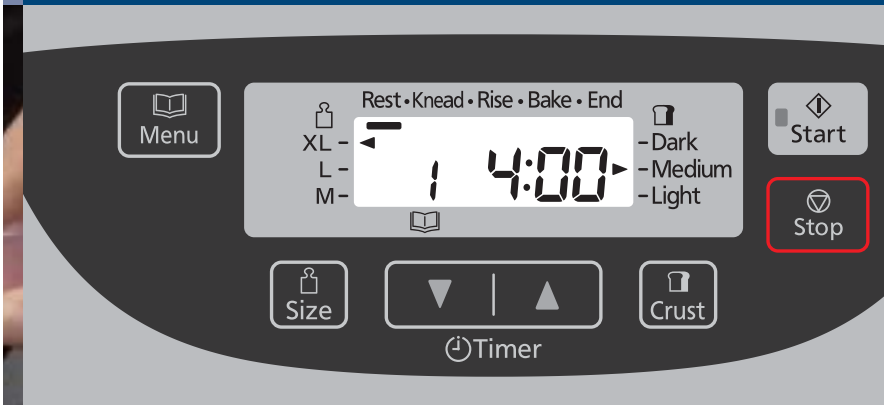 Menu
Rest • Knead • Rise • Bake • End
XL -
L -
M -
1 4:00
- Dark
- Medium
- Light
Start
Stop
Size
Timer
Crust